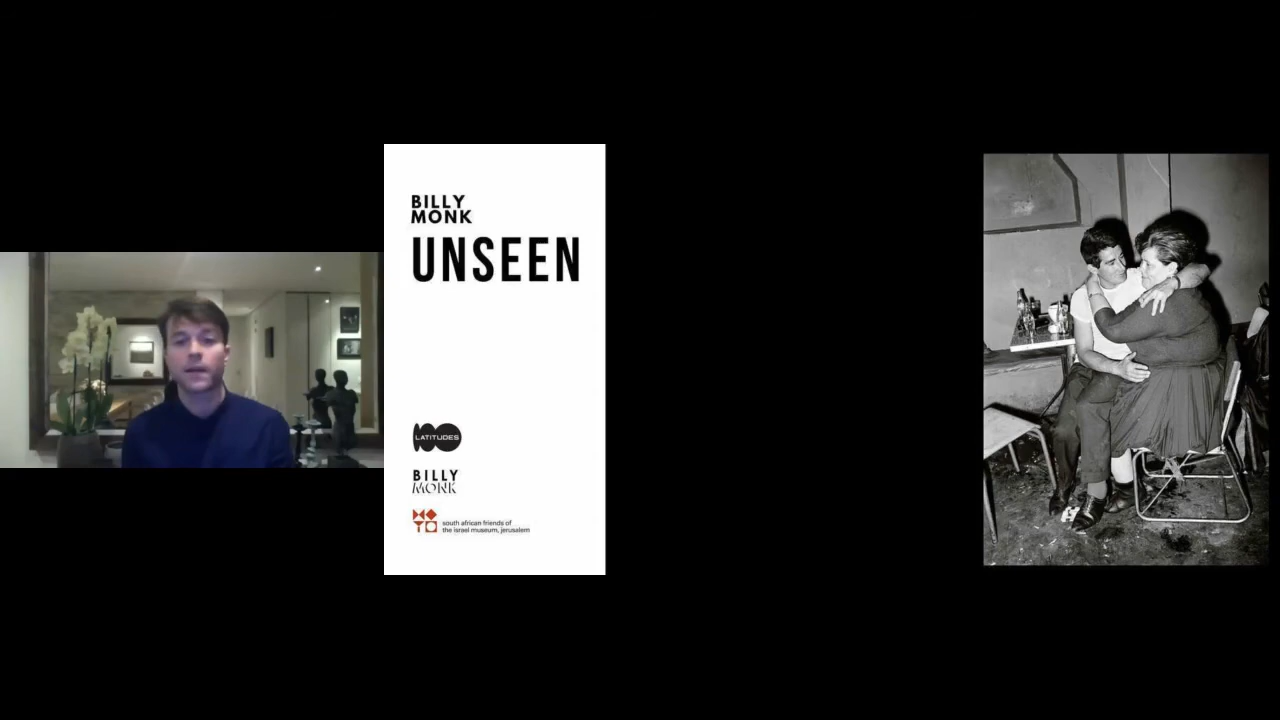 BILLY
MONK
UNSEEN
LATITUDES
BILLY
MONK
south african friends of
the israel museum, jerusalem